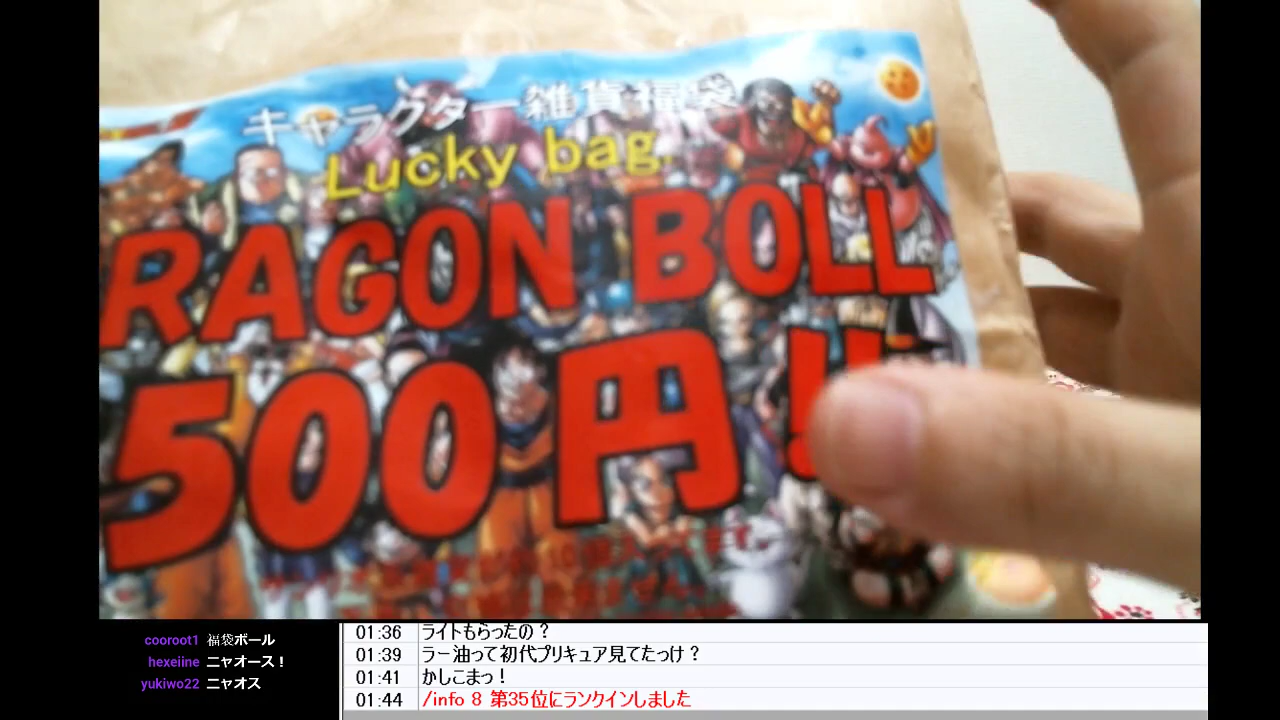 キャラクター雑貨福袋
Lucky bag
RAGON BOLL
500円!!
cooroot1 福袋ボール
hexeiine ニャオース！
yukiwo22 ニャオス
01:36 ライトもらったの？
01:39 ラー油って初代プリキュア見てたっけ？
01:41 かしこまっ！
01:44 /info 8 第35位にランクインしました